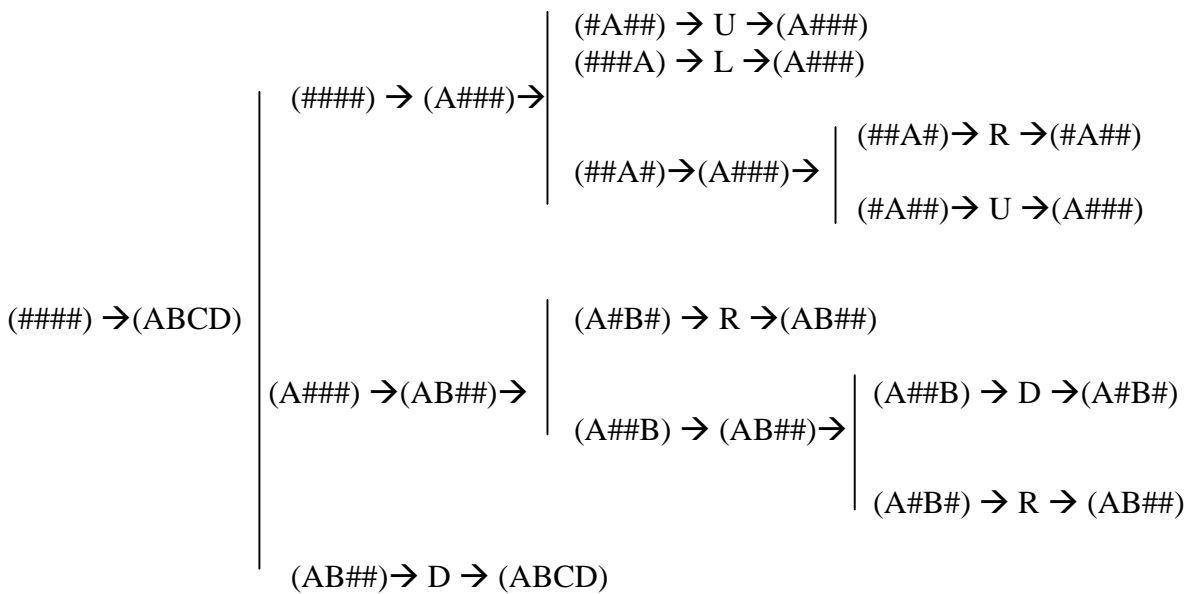 (#A##) → U →(A###)
(###A) → L →(A###)
(####) → (A###)→
(##A#)→ R →(#A##)
(##A#)→(A###)→
(#A##)→ U →(A###)
(####) →(ABCD)
(A#B#) → R →(AB##)
(A###) →(AB##)→
(A##B) → D →(A#B#)
(A##B) → (AB##)→
(A#B#) → R → (AB##)
(AB##)→ D → (ABCD)